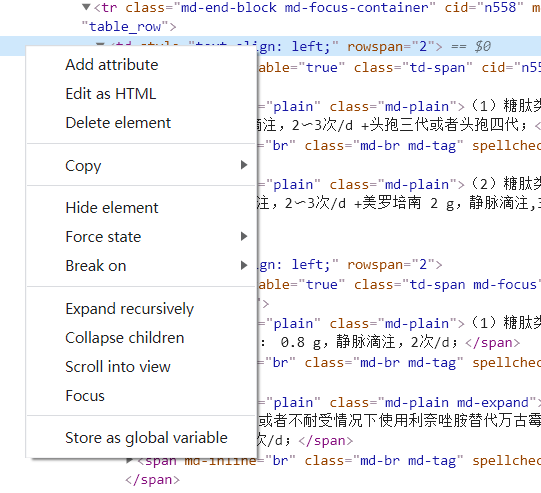 ▼<tr class="md-end-block md-focus-container" cid="n558" m
"table_row">
▼<td style="text-align: left;" rowspan="2"> == $0
Add attribute
able="true" class="td-span" cid="n5
Edit as HTML
"plain" class="md-plain">（1）糖肽类
Delete element
滴注，2～3次/d +头孢三代或者头孢四代；</
"br" class="md-br md-tag" spellchec
Copy
"plain" class="md-plain">（2）糖肽类
注，2～3次/d +美罗培南 2 g，静脉滴注,3
Hide element
Force state
Break on
ign: left;" rowspan="2">
able="true" class="td-span md-focus"
">
Expand recursively
"plain" class="md-plain">（1）糖肽类
Collapse children
： 0.8 g，静脉滴注，2次/d；</span>
Scroll into view
"br" class="md-br md-tag" spellchec
Focus
"plain" class="md-plain md-expand">
或者不耐受情况下使用利奈唑胺替代万古霉
Store as global variable
次/d；</span>
▶<span md-inline="br" class="md-br md-tag" spellchec
</span>